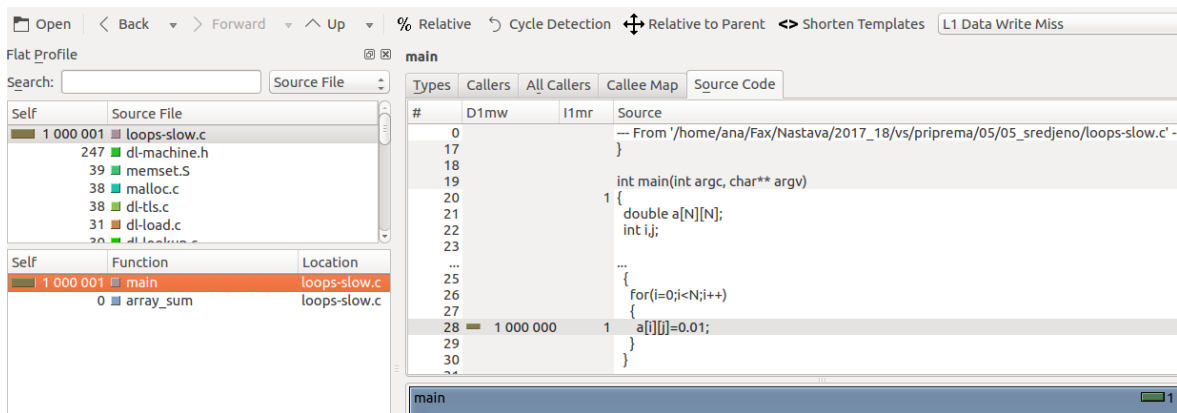 Open Back Forward Up % Relative Cycle Detection Relative to Parent <> Shorten Templates L1 Data Write Miss
Flat Profile
Search: Source File
Self Source File
1 000 001 loops-slow.c
247 dl-machine.h
39 memset.S
38 malloc.c
38 dl-tls.c
31 dl-load.c
30 dl-lookup.c
Self Function Location
1 000 001 main loops-slow.c
0 array_sum loops-slow.c
main
Types Callers All Callers Callee Map Source Code
# D1mw I1mr Source
0 --- From '/home/ana/Fax/Nastava/2017_18/vs/priprema/05/05_sredjeno/loops-slow.c' -
17 }
18
19 int main(int argc, char** argv)
20 1 {
21 double a[N][N];
22 int i,j;
23
... ...
25 {
26 for(i=0;i<N;i++)
27 {
28 1 000 000 1 a[i][j]=0.01;
29 }
30 }
31
main 1